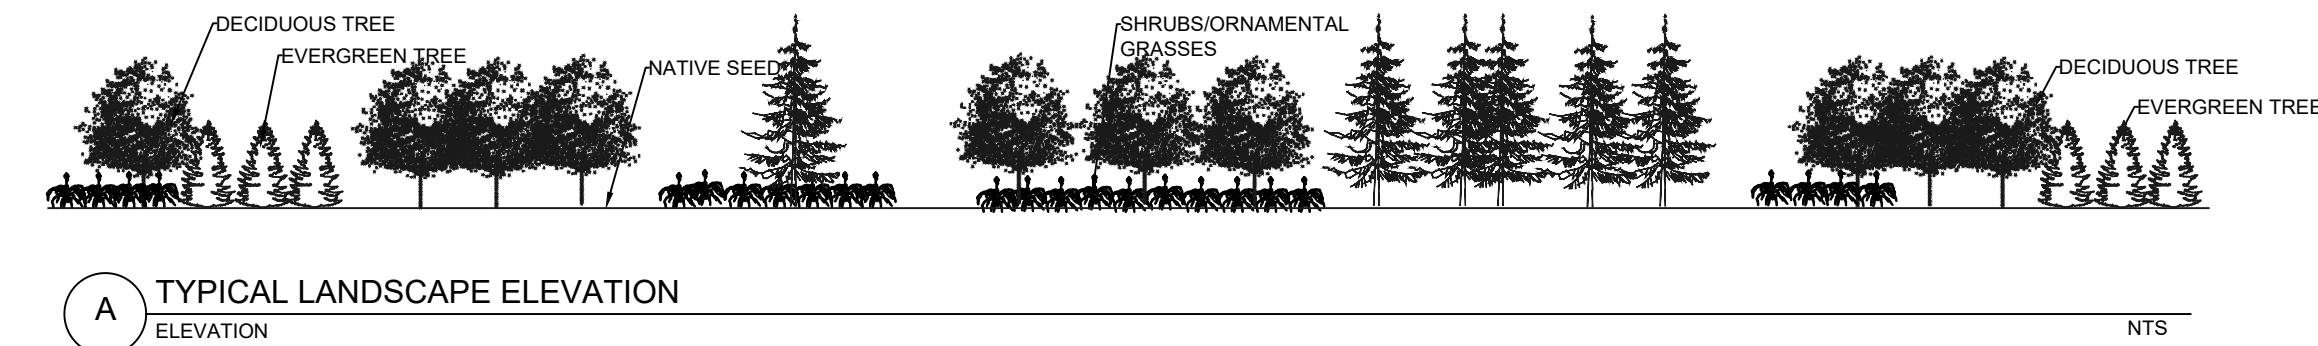 DECIDUOUS TREE
EVERGREEN TREE
NATIVE SEED
SHRUBS/ORNAMENTAL
GRASSES
DECIDUOUS TREE
EVERGREEN TREE
A
TYPICAL LANDSCAPE ELEVATION
ELEVATION
NTS